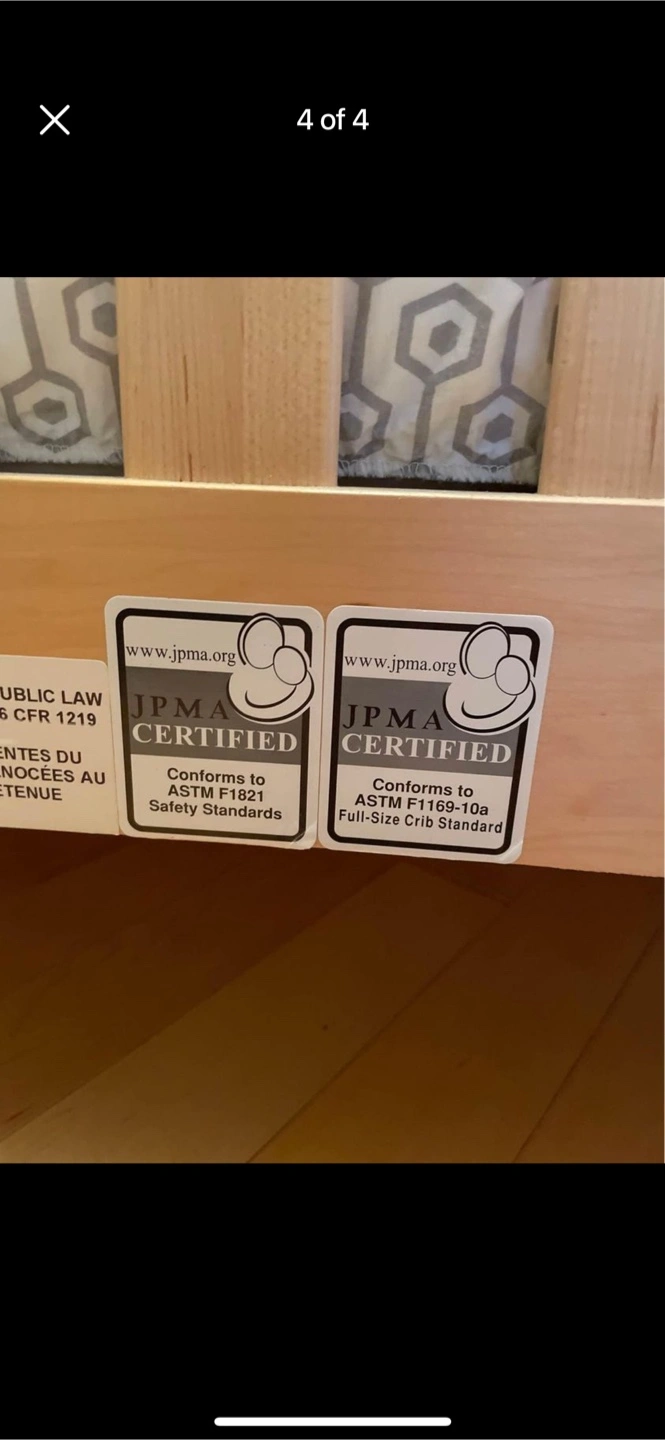 4 of 4
UBLIC LAW
6 CFR 1219
ENTES DU
NOCÉES AU
ETENUE
www.jpma.org
JPMA
CERTIFIED
Conforms to
ASTM F1821
Safety Standards
www.jpma.org
JPMA
CERTIFIED
Conforms to
ASTM F1169-10a
Full-Size Crib Standard